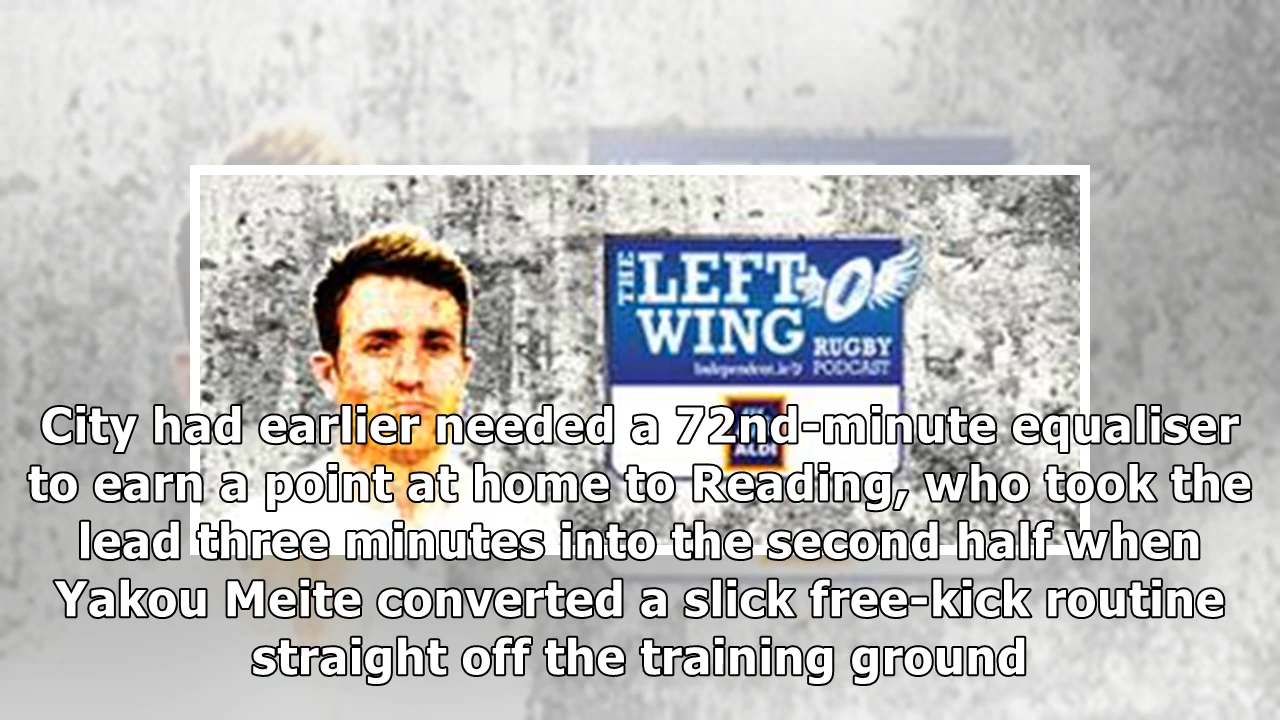 THE
LEFT
WING
RUGBY
Independent.ie
PODCAST
ALDI
City had earlier needed a 72nd-minute equaliser
to earn a point at home to Reading, who took the
lead three minutes into the second half when
Yakou Meite converted a slick free-kick routine
straight off the training ground